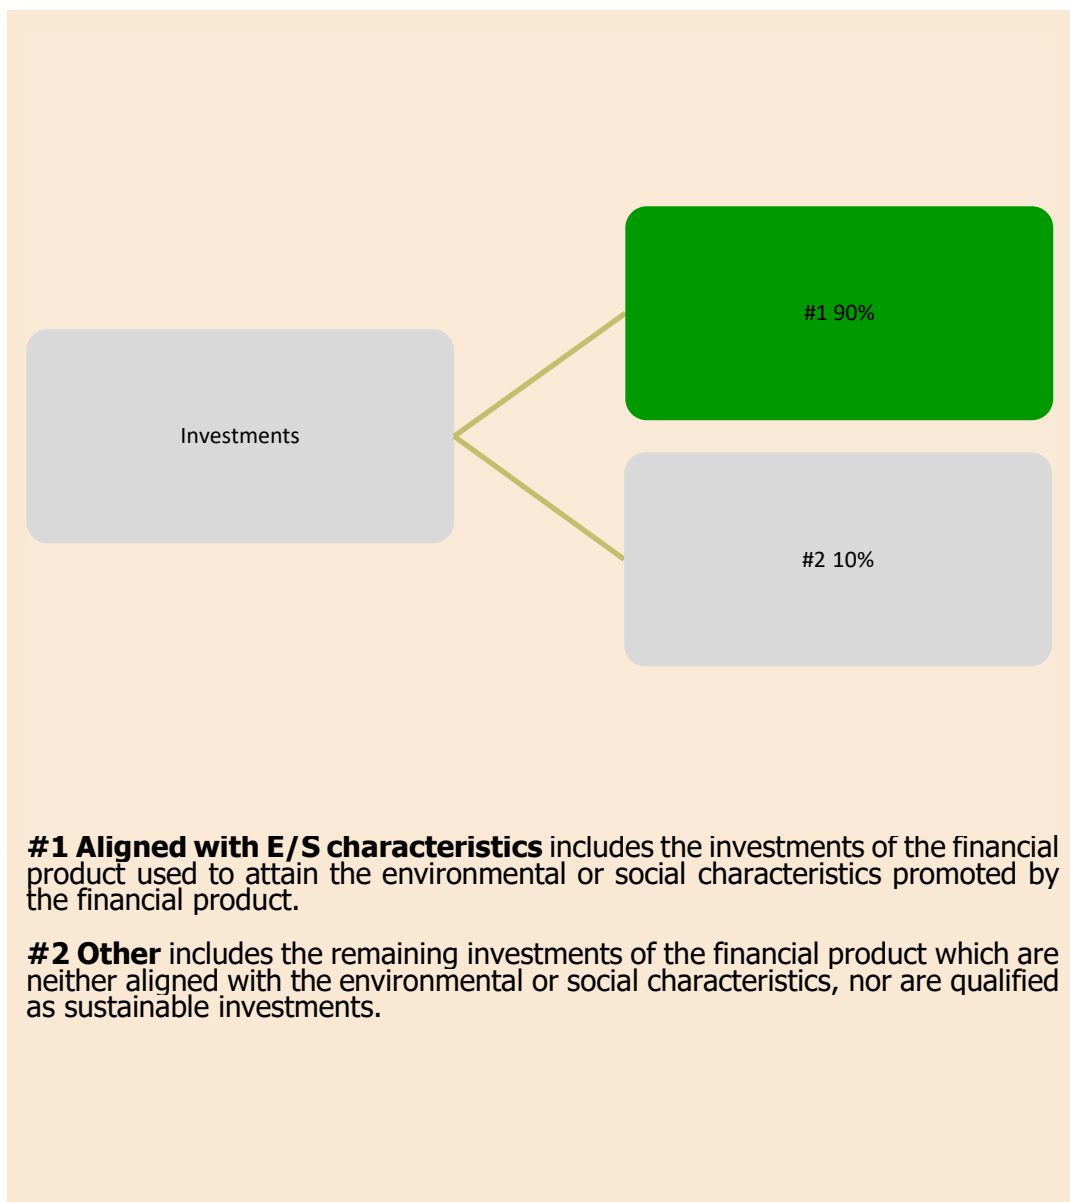 #1 90%
Investments
#2 10%
#1 Aligned with E/S characteristics includes the investments of the financial
product used to attain the environmental or social characteristics promoted by
the financial product.
#2 Other includes the remaining investments of the financial product which are
neither aligned with the environmental or social characteristics, nor are qualified
as sustainable investments.